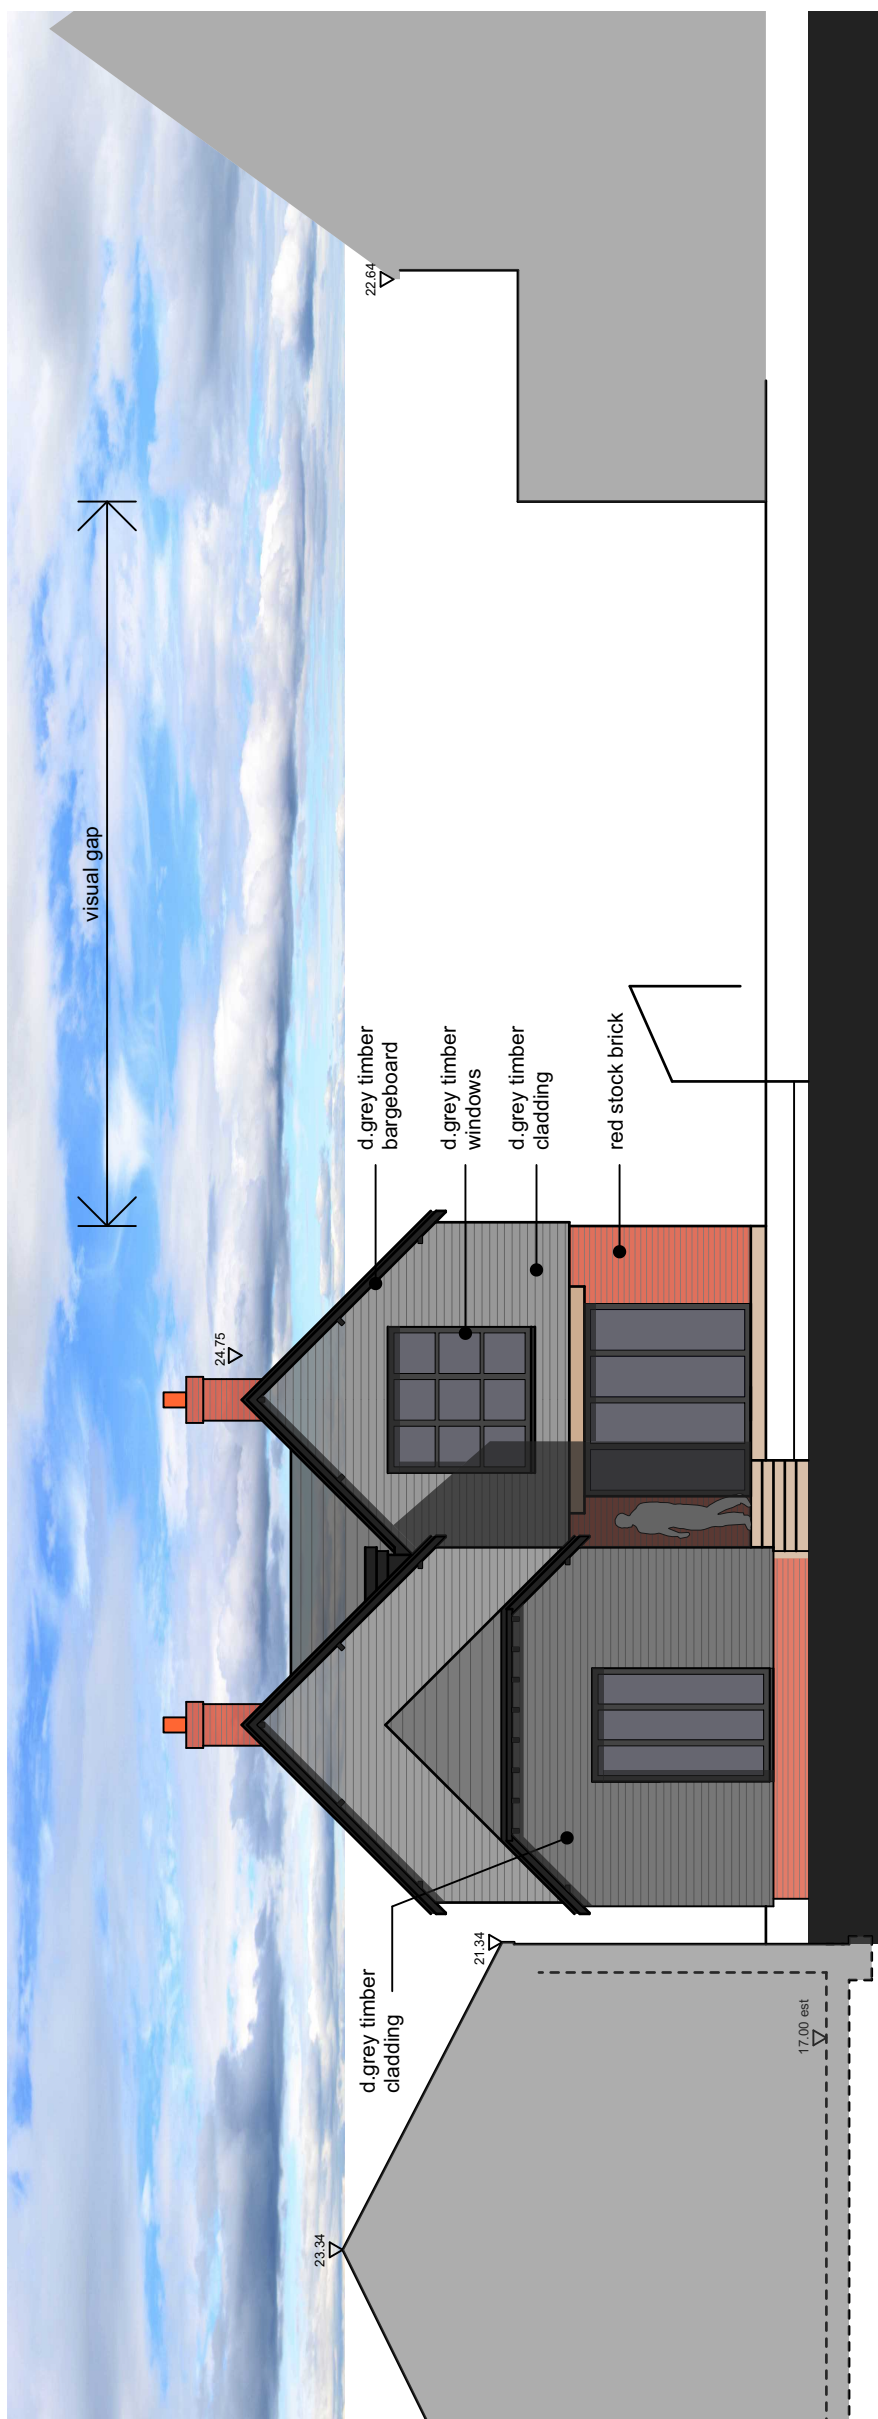 visual gap
24.75
22.64
d.grey timber
bargeboard
d.grey timber
windows
d.grey timber
cladding
red stock brick
23.34
d.grey timber
cladding
21.34
17.00 est